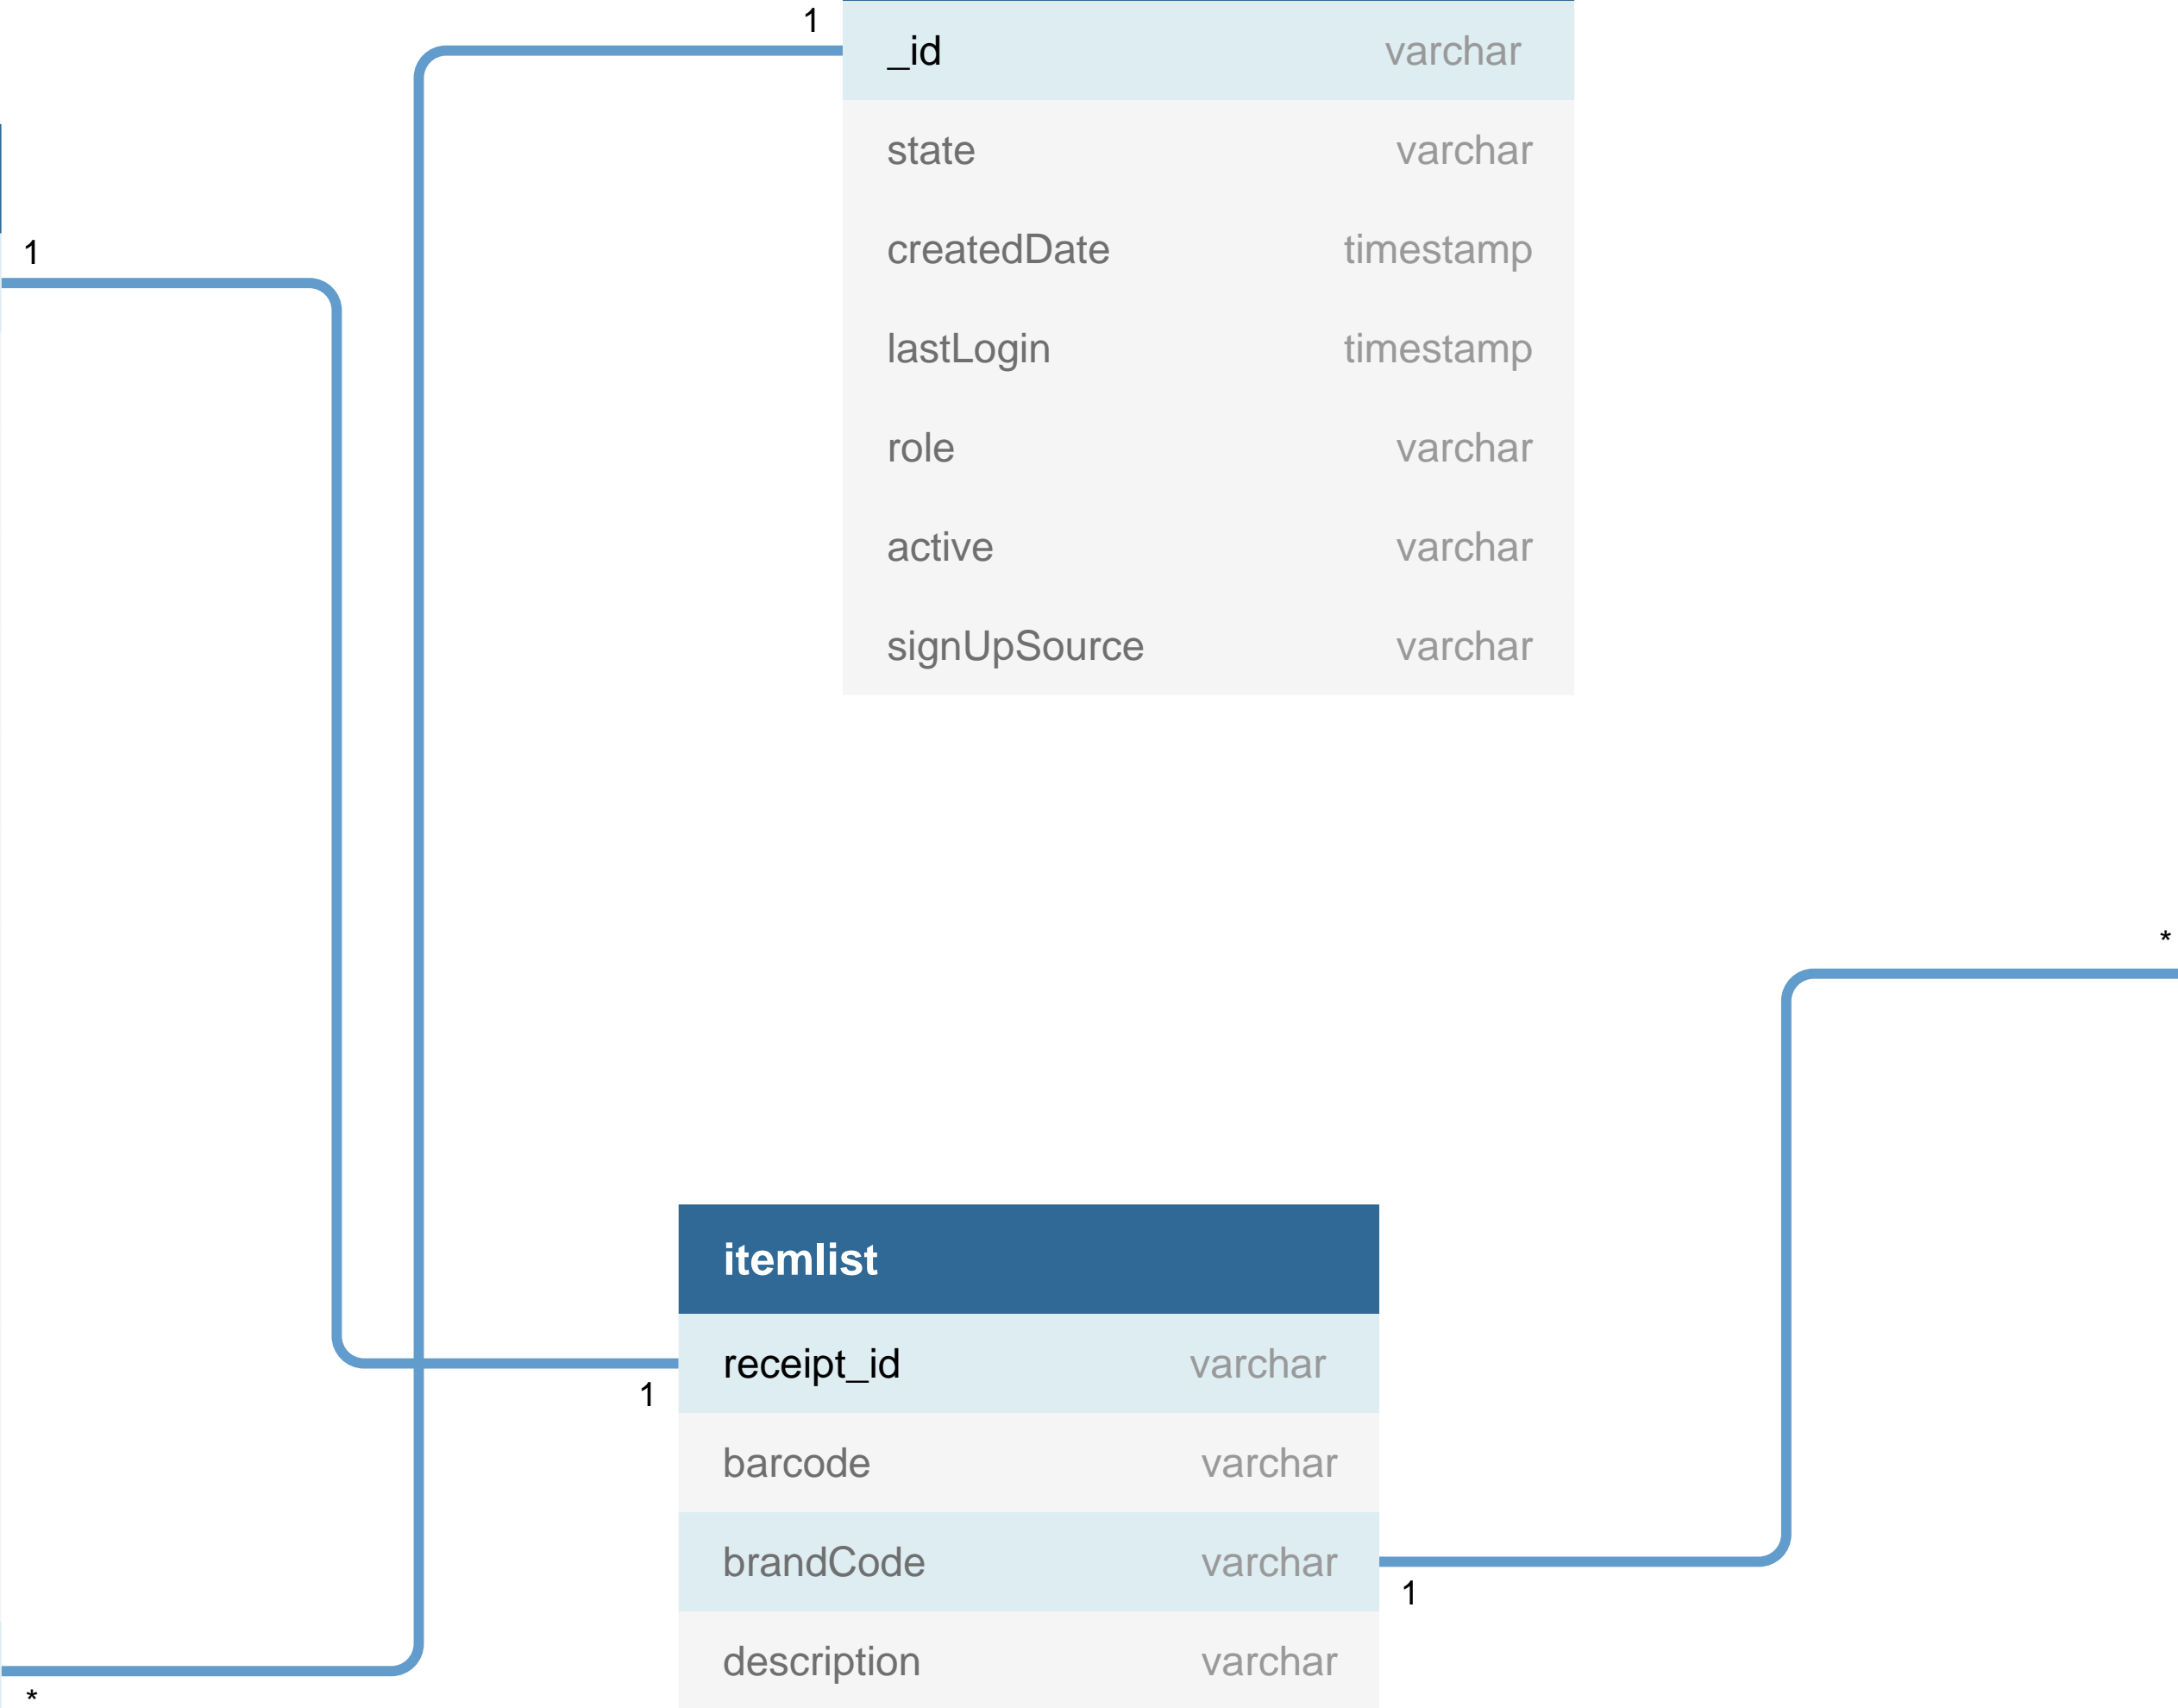 1
_id varchar
state varchar
1
createdDate timestamp
lastLogin timestamp
role varchar
active varchar
signUpSource varchar
*
itemlist
receipt_id varchar
1
barcode varchar
brandCode varchar
1
description varchar
*